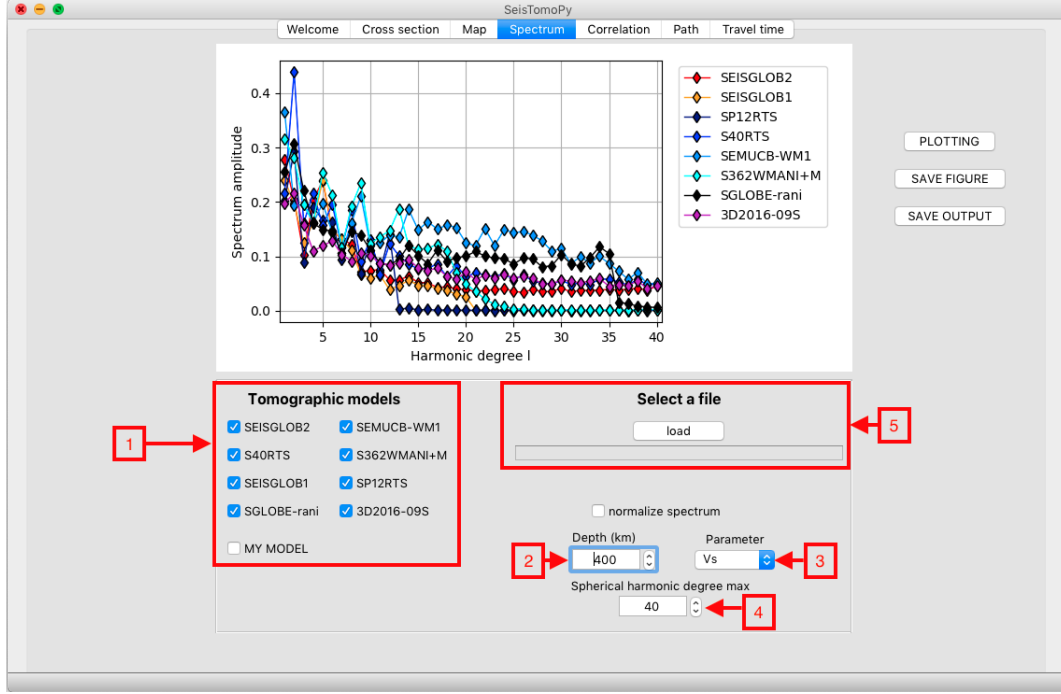 SeisTomoPy
Welcome Cross section Map Spectrum Correlation Path Travel time
Spectrum amplitude
0.4
0.3
0.2
0.1
0.0
5 10 15 20 25 30 35 40
Harmonic degree l
SEISGLOB2
SEISGLOB1
SP12RTS
S40RTS
SEMUCB-WM1
S362WMANI+M
SGLOBE-rani
3D2016-09S
PLOTTING
SAVE FIGURE
SAVE OUTPUT
1
Tomographic models
SEISGLOB2 SEMUCB-WM1
S40RTS S362WMANI+M
SEISGLOB1 SP12RTS
SGLOBE-rani 3D2016-09S
MY MODEL
Select a file
load
5
normalize spectrum
Depth (km) Parameter
2 400 Vs 3
Spherical harmonic degree max
40 4